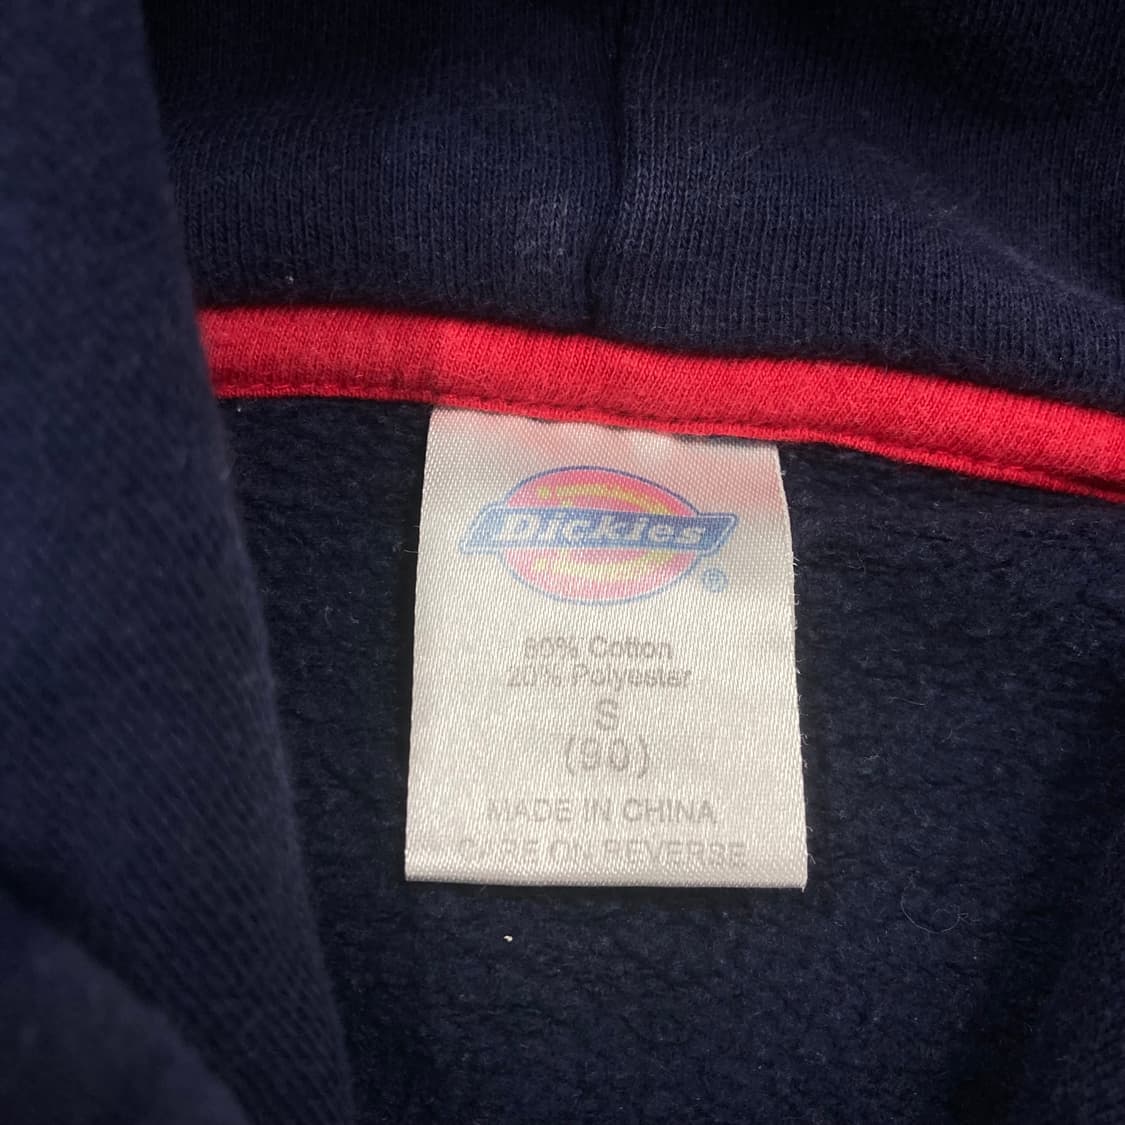 Dickies
®
80% Cotton
20% Polyester
S
(90)
MADE IN CHINA
CARE ON REVERSE